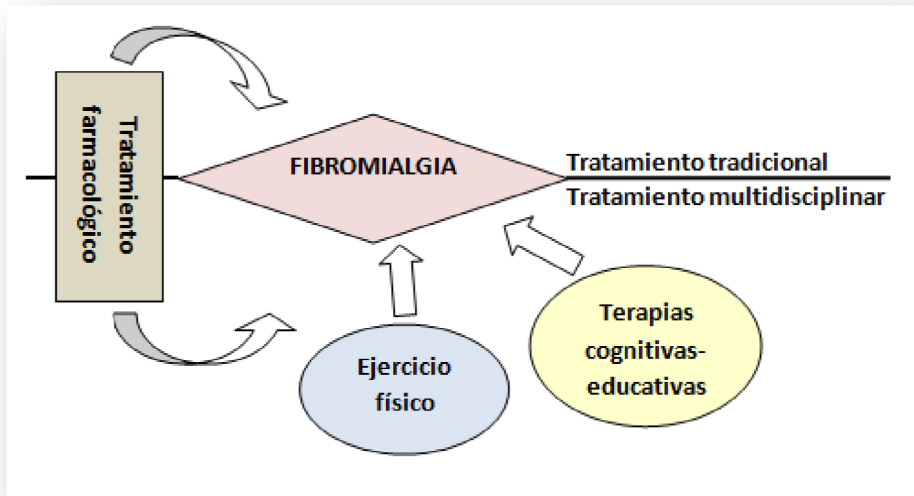 Tratamiento
farmacológico
FIBROMIALGIA
Tratamiento tradicional
Tratamiento multidisciplinar
Ejercicio
físico
Terapias
cognitivas-
educativas